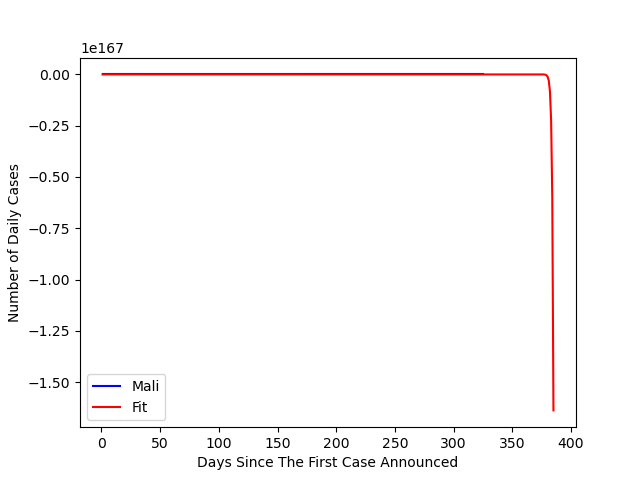 1e167
0.00
−0.25
−0.50
−0.75
−1.00
−1.25
−1.50
Number of Daily Cases
Mali
Fit
0 50 100 150 200 250 300 350 400
Days Since The First Case Announced